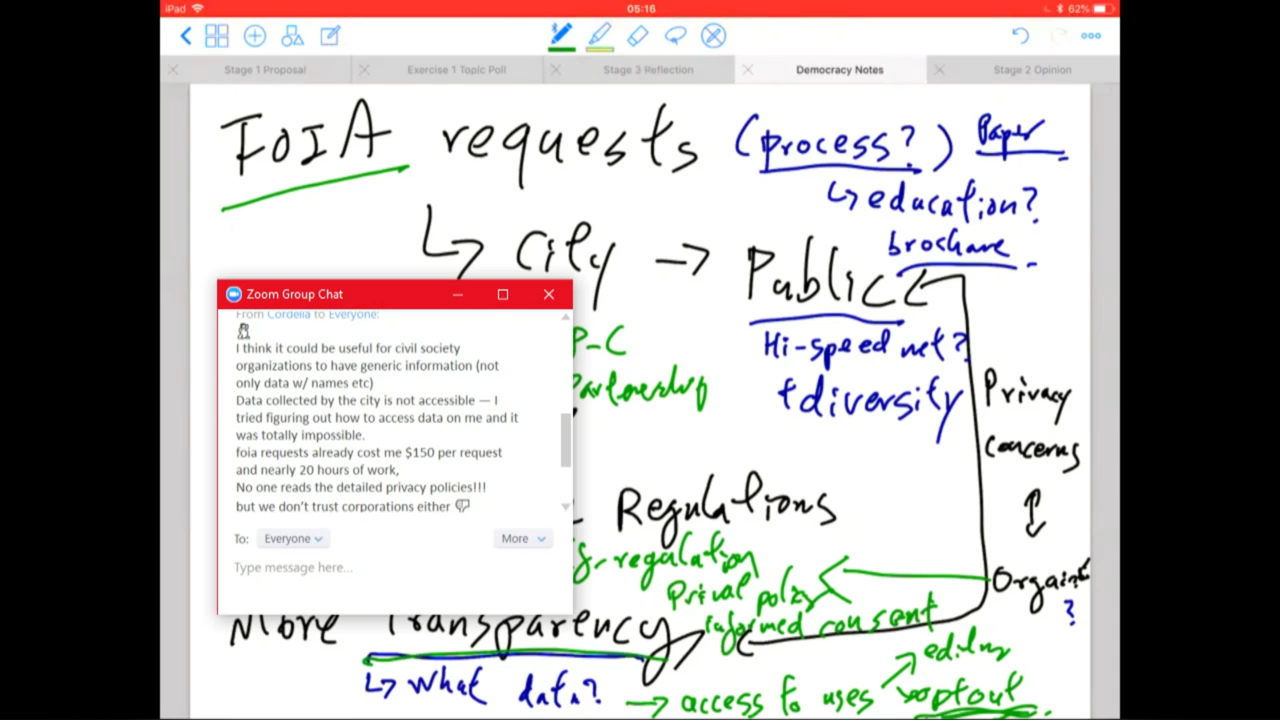 iPad 05:16 62%
Stage 1 Proposal Exercise 1 Topic Poll Stage 3 Reflection Democracy Notes Stage 2 Opinion
FOIA requests (process?) Paper
↳ education?
brochure
↳ City → Public
Hi-speed net?
+diversity
P-C
Partnership
Privacy
concerns
↕
?
Regulations
-regulation
informed consent
More Transparency
↳ what data? → access to uses
editing
optout
Zoom Group Chat
From Cordelia to Everyone:
I think it could be useful for civil society
organizations to have generic information (not
only data w/ names etc)
Data collected by the city is not accessible — I
tried figuring out how to access data on me and it
was totally impossible.
foia requests already cost me $150 per request
and nearly 20 hours of work,
No one reads the detailed privacy policies!!!
but we don't trust corporations either
To: Everyone More
Type message here...